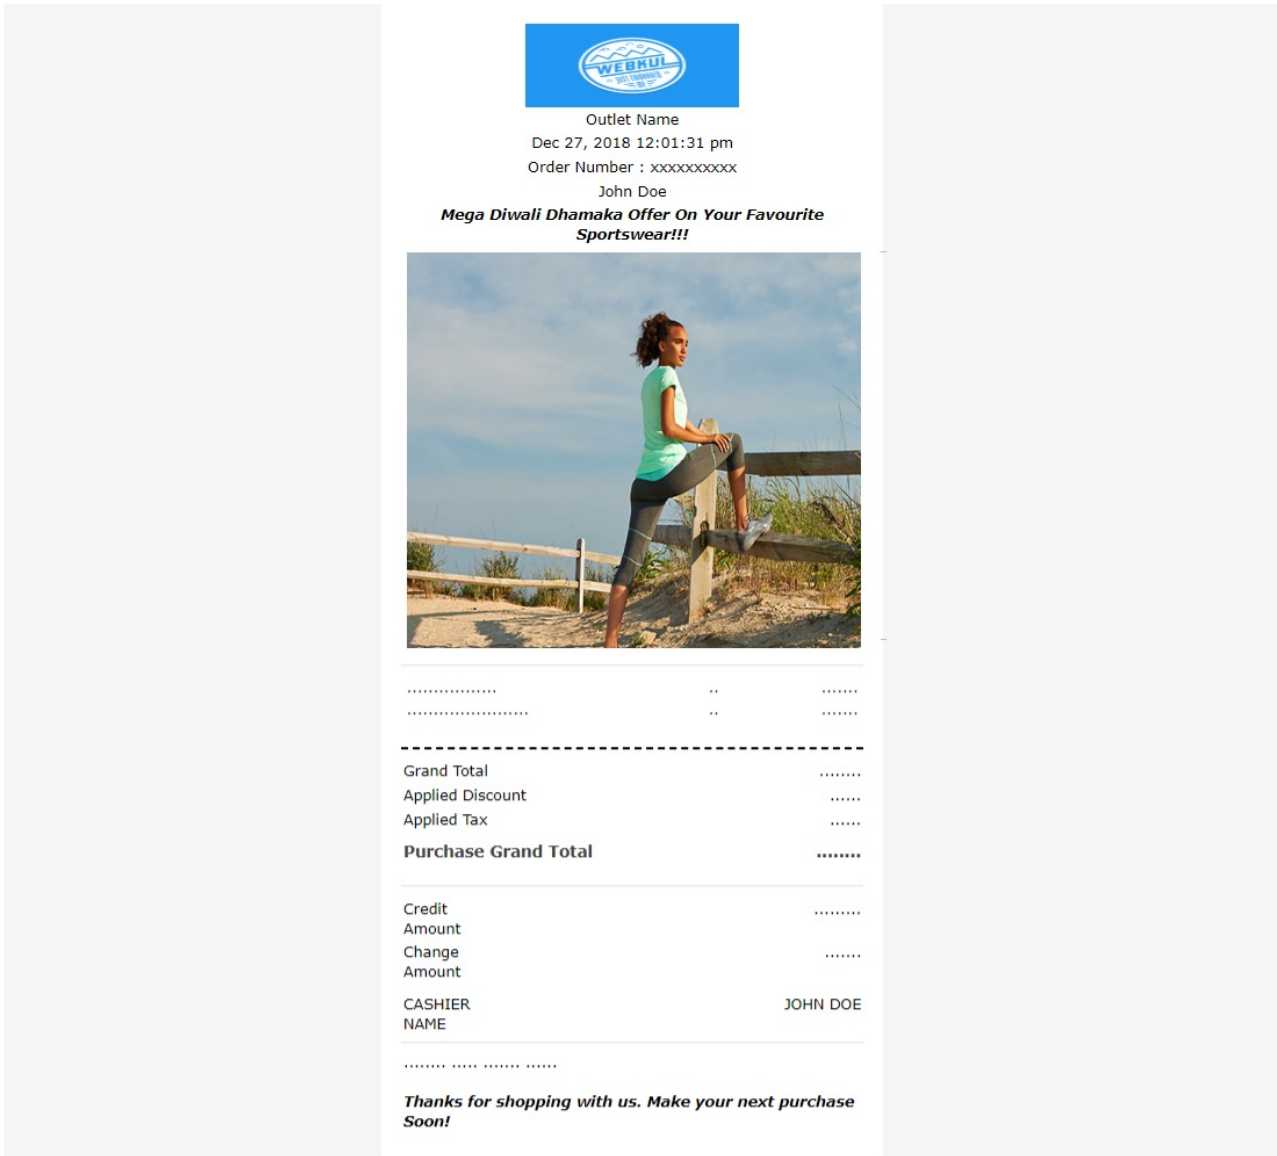 WEBKUL
Outlet Name
Dec 27, 2018 12:01:31 pm
Order Number : xxxxxxxxxx
John Doe
Mega Diwali Dhamaka Offer On Your Favourite
Sportswear!!!
................. .. .......
....................... .. .......
Grand Total ........
Applied Discount ......
Applied Tax ......
Purchase Grand Total ........
Credit .........
Amount
Change .......
Amount
CASHIER JOHN DOE
NAME
........ ..... ....... ......
Thanks for shopping with us. Make your next purchase
Soon!